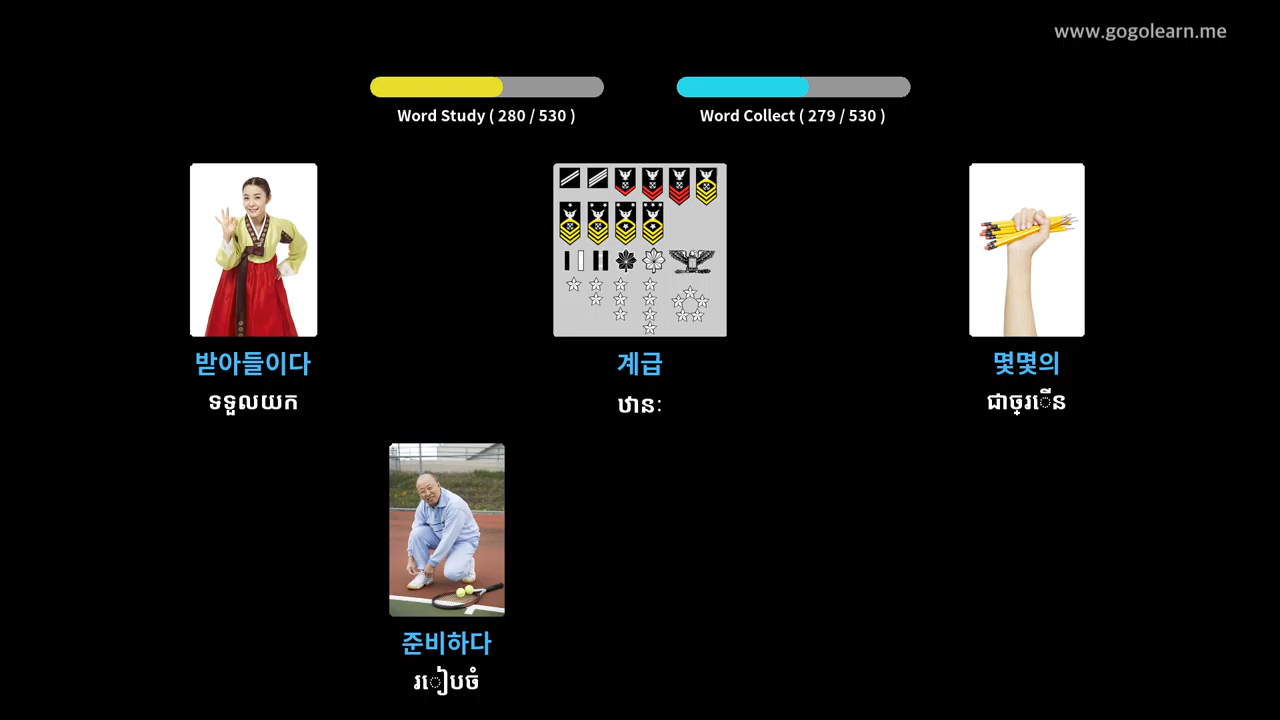 www.gogolearn.me
Word Study ( 280 / 530 )
Word Collect ( 279 / 530 )
받아들이다
계급
몇몇의
ទទួលយក
ឋានៈ
ជាច្រើន
준비하다
រៀបចំ